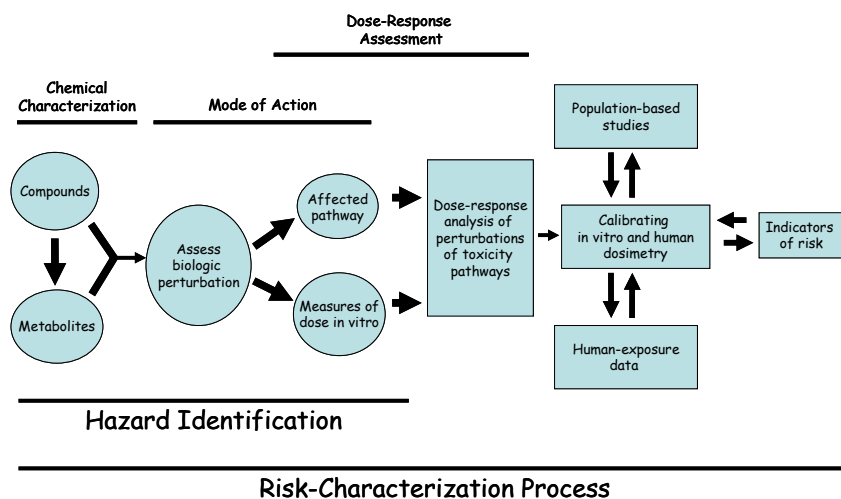 Dose-Response
Assessment
Chemical
Characterization
Mode of Action
Population-based
studies
Compounds
Affected
pathway
Dose-response
analysis of
perturbations
of toxicity
pathways
Assess
biologic
perturbation
Calibrating
in vitro and human
dosimetry
Indicators
of risk
Metabolites
Measures of
dose in vitro
Human-exposure
data
Hazard Identification
Risk-Characterization Process